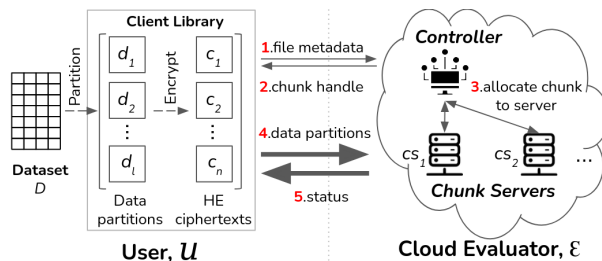 Client Library
Partition
Encrypt
d1
d2
⋮
dl
c1
c2
⋮
cn
Dataset
D
Data
partitions
HE
ciphertexts
User, U
1.file metadata
2.chunk handle
4.data partitions
5.status
Controller
3.allocate chunk
to server
cs1
cs2
...
Chunk Servers
Cloud Evaluator, ℰ